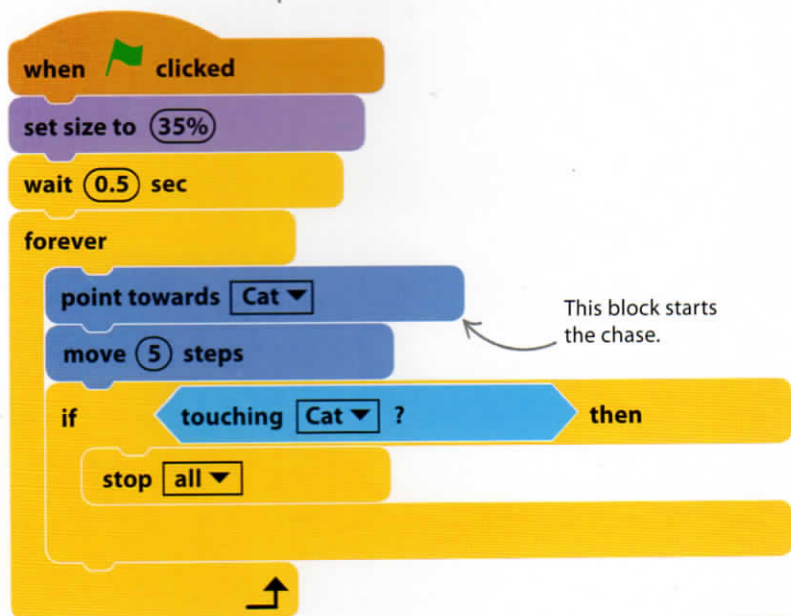 when clicked
set size to 35%
wait 0.5 sec
forever
point towards Cat
This block starts
the chase.
move 5 steps
if touching Cat ? then
stop all